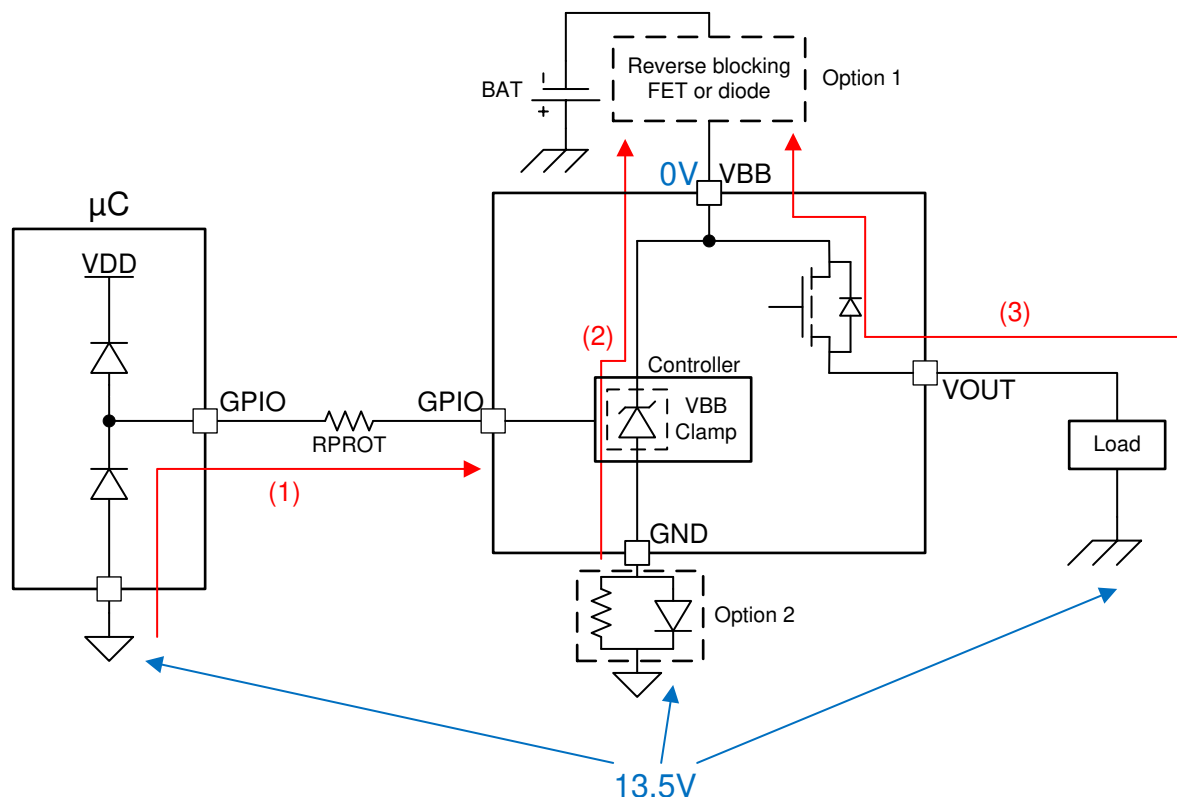 Reverse blocking
FET or diode
Option 1
BAT
-
+
0V
VBB
µC
VDD
(2)
(3)
Controller
GPIO
GPIO
VBB
Clamp
VOUT
RPROT
Load
(1)
GND
Option 2
13.5V